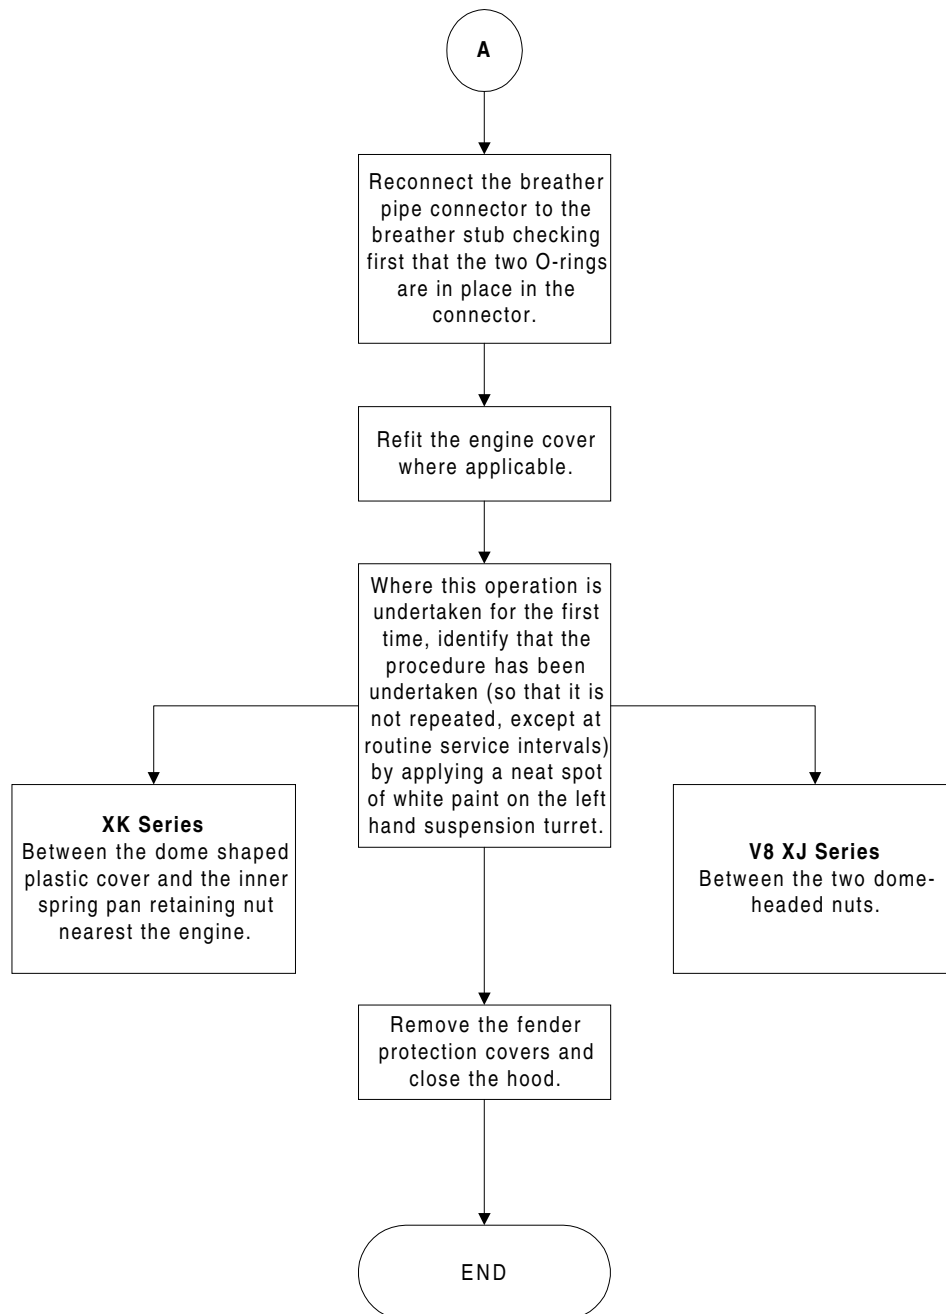 A
Reconnect the breather
pipe connector to the
breather stub checking
first that the two O-rings
are in place in the
connector.
Refit the engine cover
where applicable.
Where this operation is
undertaken for the first
time, identify that the
procedure has been
undertaken (so that it is
not repeated, except at
routine service intervals)
by applying a neat spot
of white paint on the left
hand suspension turret.
XK Series
Between the dome shaped
plastic cover and the inner
spring pan retaining nut
nearest the engine.
V8 XJ Series
Between the two dome-
headed nuts.
Remove the fender
protection covers and
close the hood.
END